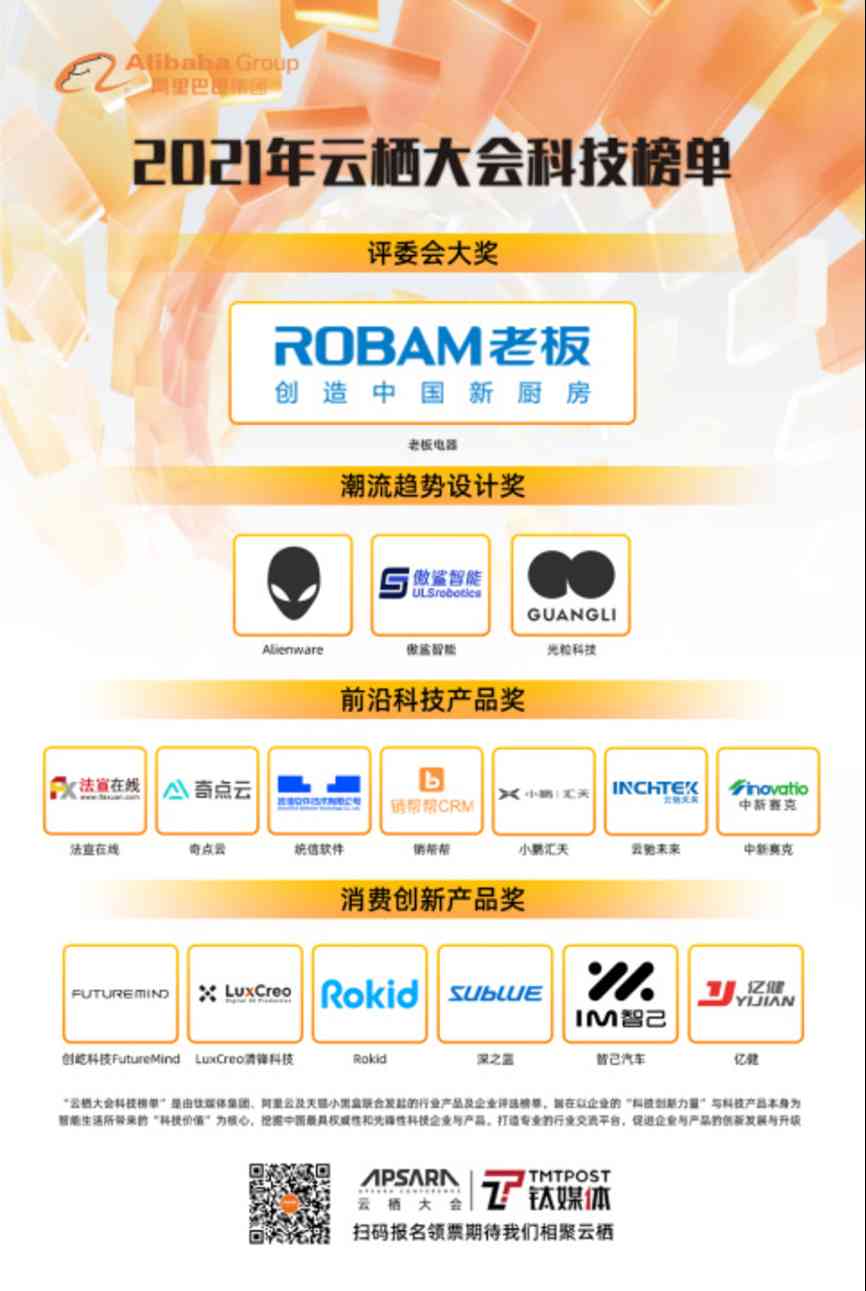 Alibaba Group
阿里巴巴集团
2021年云栖大会科技榜单
评委会大奖
ROBAM老板
创造中国新厨房
老板电器
潮流趋势设计奖
傲鲨智能
ULSrobotics
GUANGLI
Alienware
傲鲨智能
光粒科技
前沿科技产品奖
法宣在线
奇点云
销帮帮CRM
小鹏汇天
INCHTEK
云驰未来
Sinovatio
中新赛克
法宣在线
奇点云
统信软件
销帮帮
小鹏汇天
云驰未来
中新赛克
消费创新产品奖
FUTUREMIND
LuxCreo
Digital 3D Production
Rokid
SUBLUE
IM智己
亿健
YIJIAN
创屹科技FutureMind
LuxCreo清锋科技
Rokid
深之蓝
智己汽车
亿健
“云栖大会科技榜单”是由钛媒体集团、阿里云及天猫小黑盒联合发起的行业产品及企业评选榜单，旨在以企业的“科技创新力量”与科技产品本身为
智能生活所带来的“科技价值”为核心，挖掘中国最具权威性和先锋性科技企业与产品，打造专业的行业交流平台，促进企业与产品的创新发展与升级
APSARA
APSARA CONFERENCE
云栖大会
TMTPOST
钛媒体
扫码报名领票期待我们相聚云栖